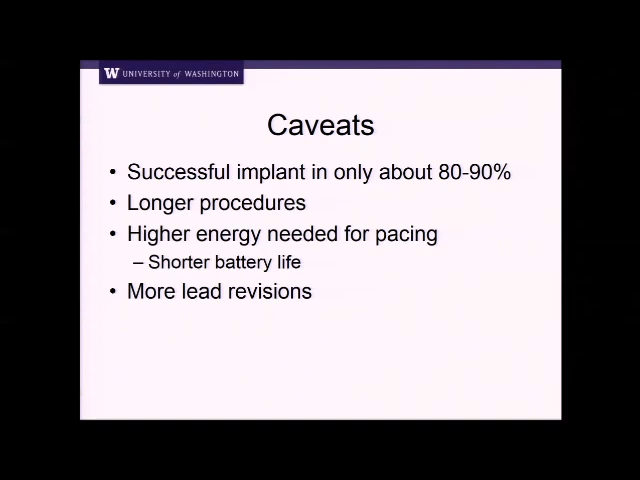 W UNIVERSITY of WASHINGTON
Caveats
• Successful implant in only about 80-90%
• Longer procedures
• Higher energy needed for pacing
– Shorter battery life
• More lead revisions